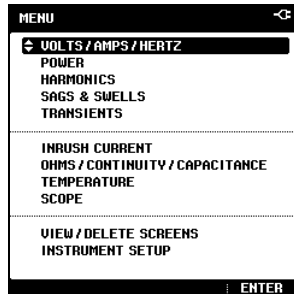 MENU
VOLTS/AMPS/HERTZ
POWER
HARMONICS
SAGS & SWELLS
TRANSIENTS
INRUSH CURRENT
OHMS/CONTINUITY/CAPACITANCE
TEMPERATURE
SCOPE
VIEW/DELETE SCREENS
INSTRUMENT SETUP
ENTER